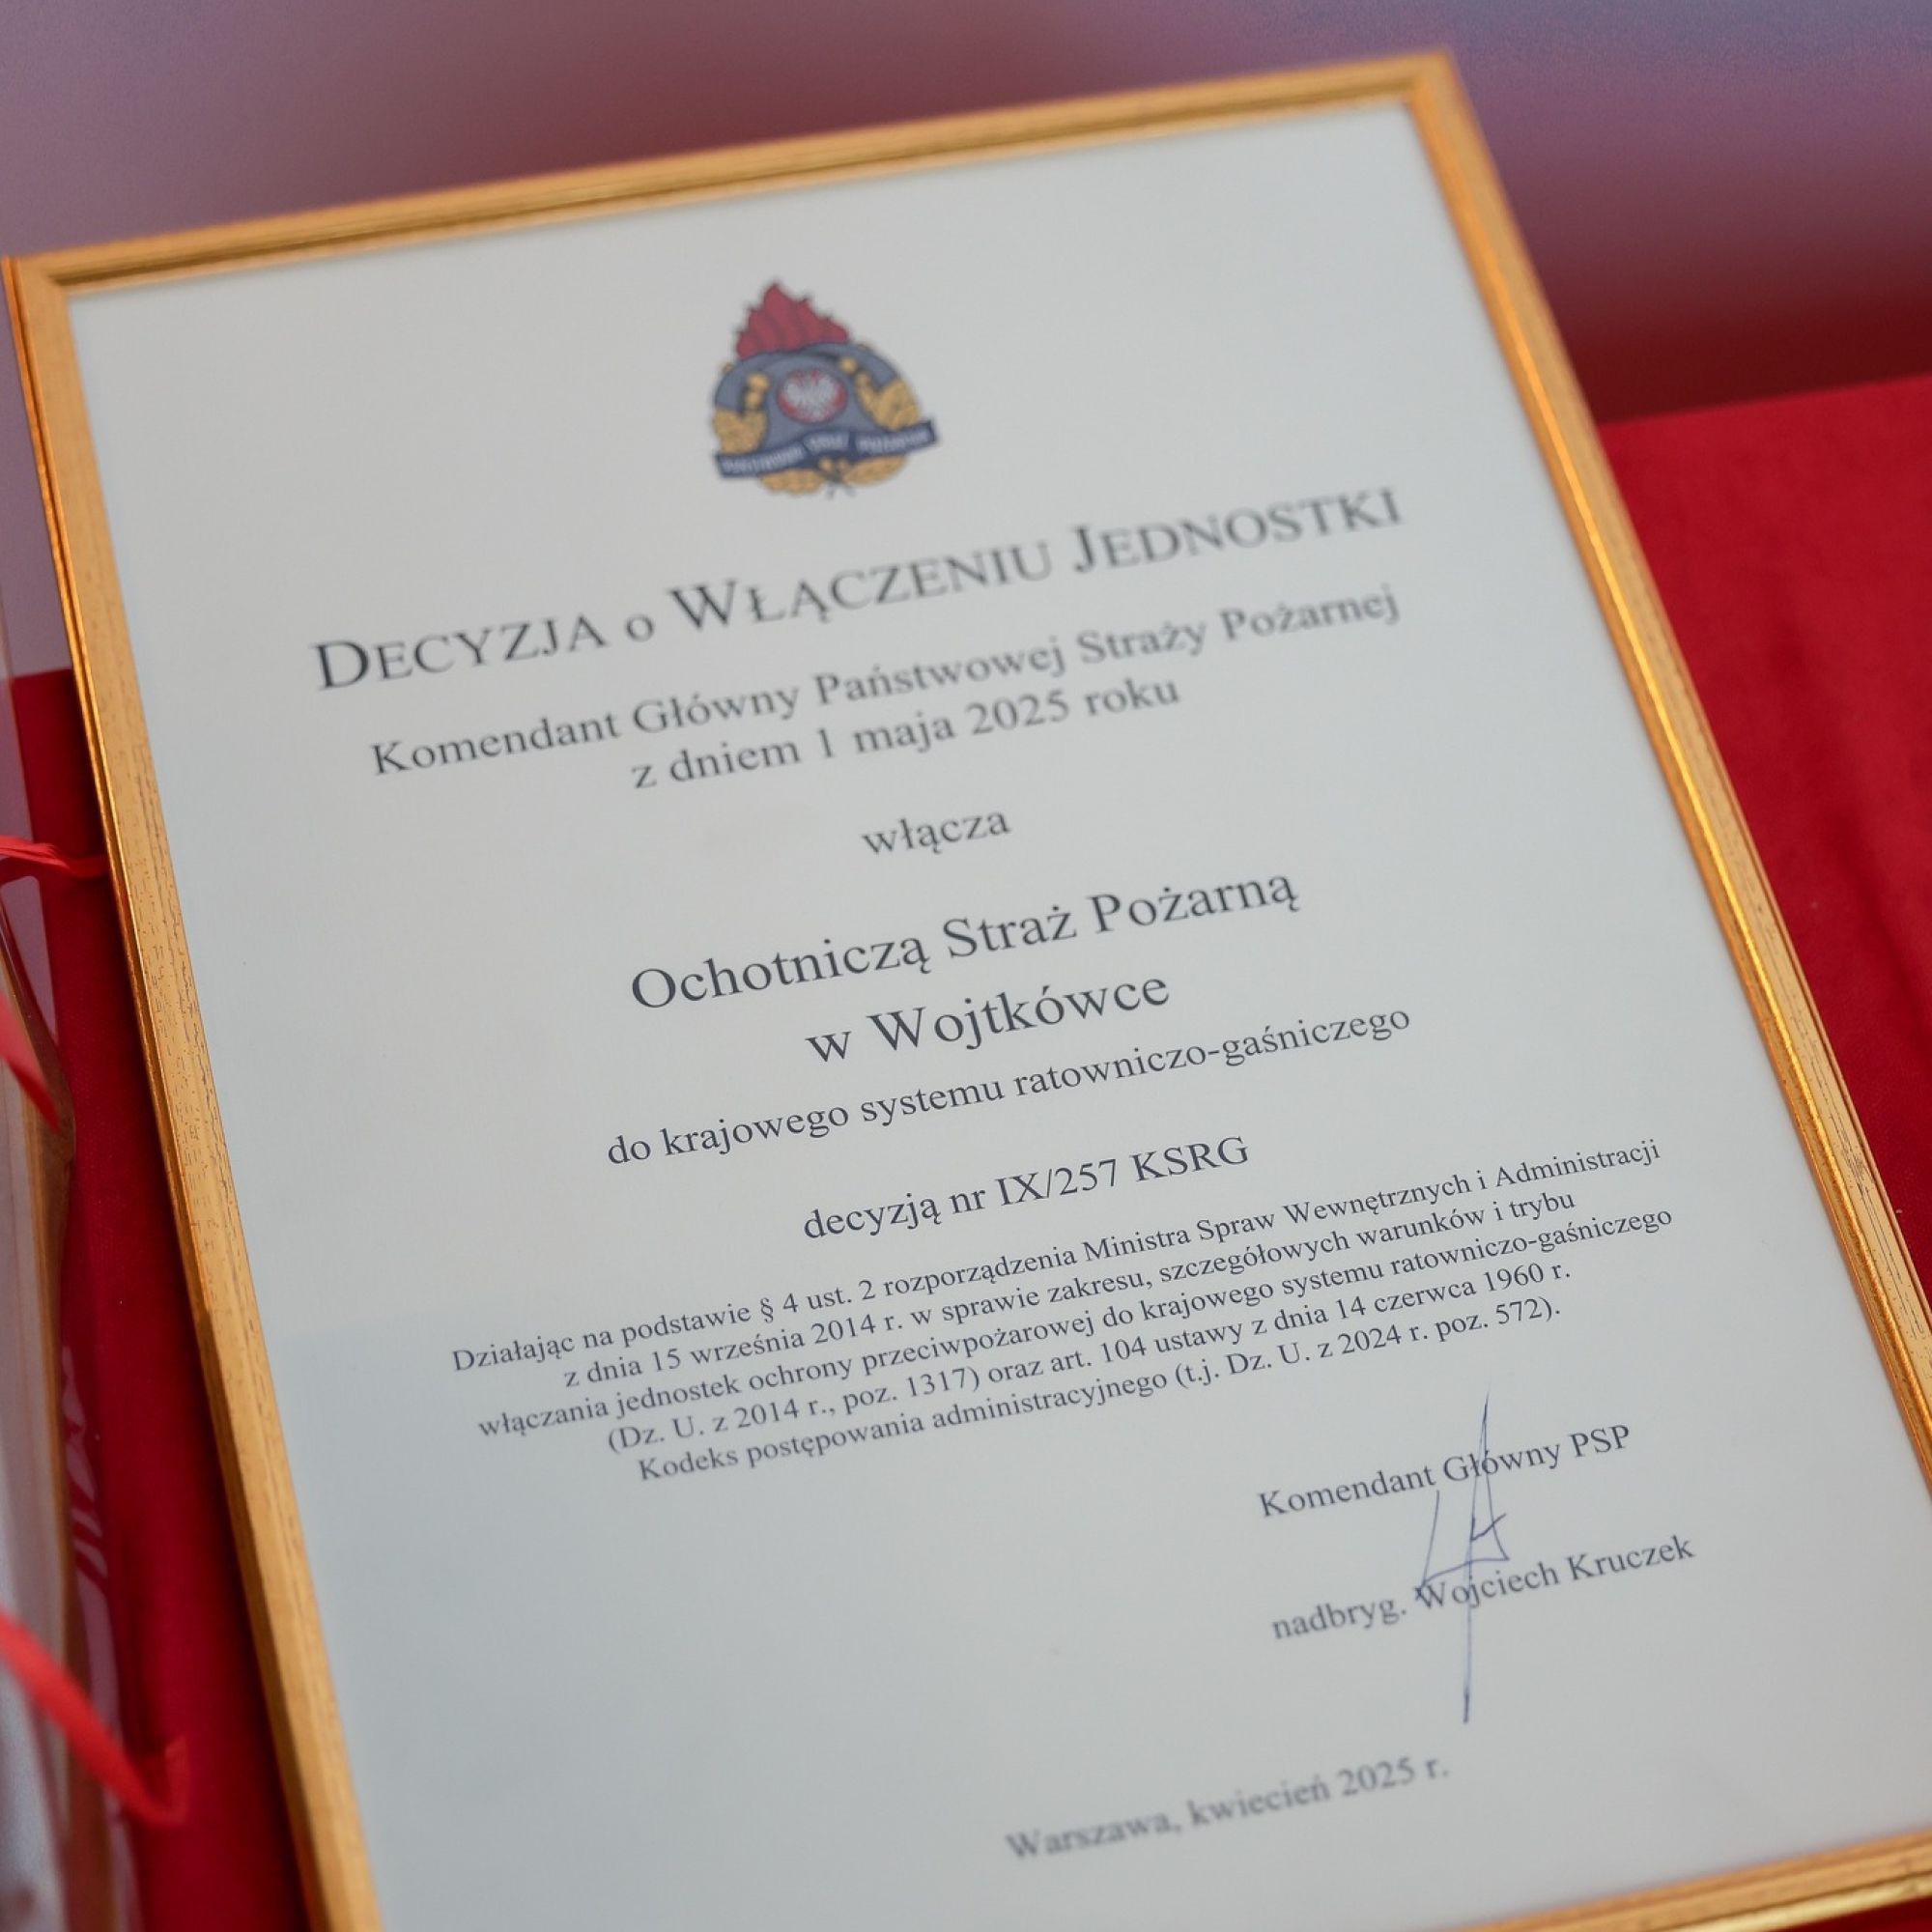 PAŃSTWOWA STRAŻ POŻARNA
DECYZJA o WŁĄCZENIU JEDNOSTKI
Komendant Główny Państwowej Straży Pożarnej
z dniem 1 maja 2025 roku
włącza
Ochotniczą Straż Pożarną
w Wojtkówce
do krajowego systemu ratowniczo-gaśniczego
decyzją nr IX/257 KSRG
Działając na podstawie § 4 ust. 2 rozporządzenia Ministra Spraw Wewnętrznych i Administracji
z dnia 15 września 2014 r. w sprawie zakresu, szczegółowych warunków i trybu
włączania jednostek ochrony przeciwpożarowej do krajowego systemu ratowniczo-gaśniczego
(Dz. U. z 2014 r., poz. 1317) oraz art. 104 ustawy z dnia 14 czerwca 1960 r.
Kodeks postępowania administracyjnego (t.j. Dz. U. z 2024 r. poz. 572).
Komendant Główny PSP
nadbryg. Wojciech Kruczek
Warszawa, kwiecień 2025 r.